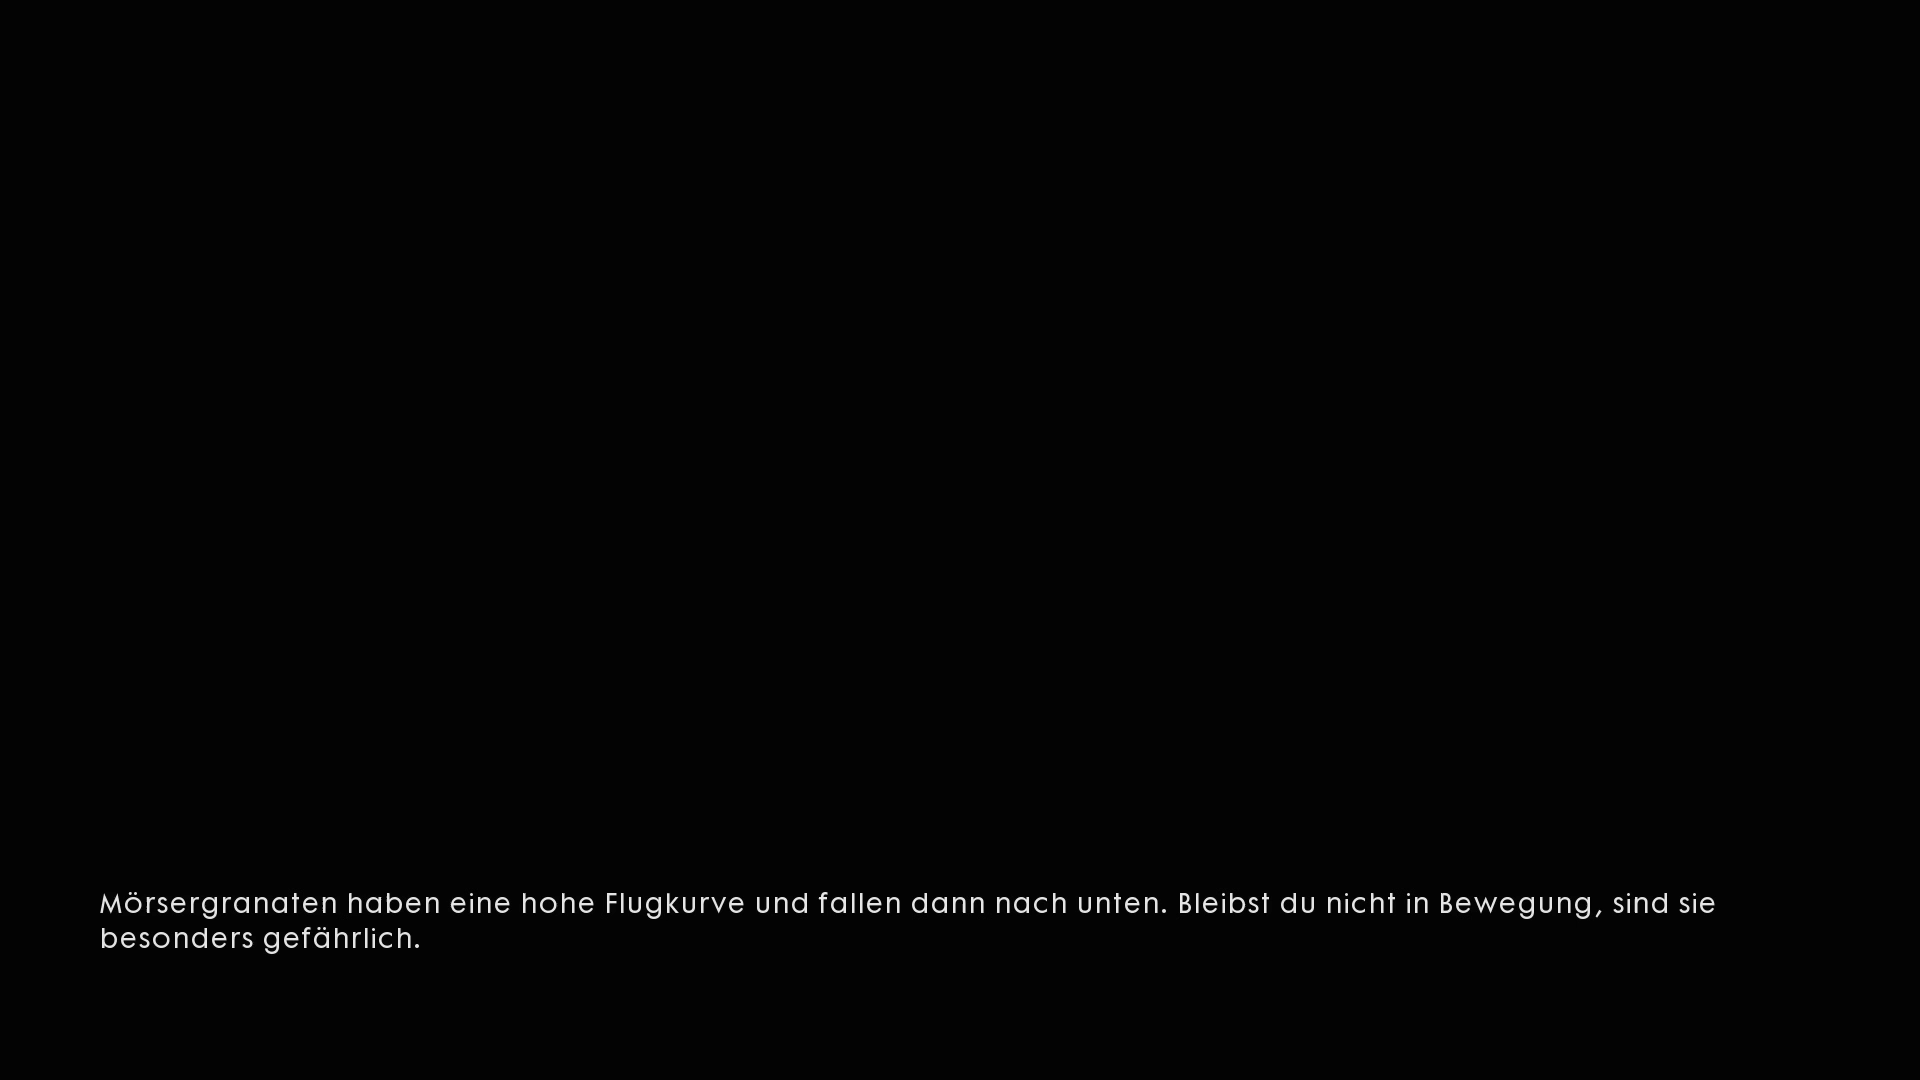 Mörsergranaten haben eine hohe Flugkurve und fallen dann nach unten. Bleibst du nicht in Bewegung, sind sie
besonders gefährlich.